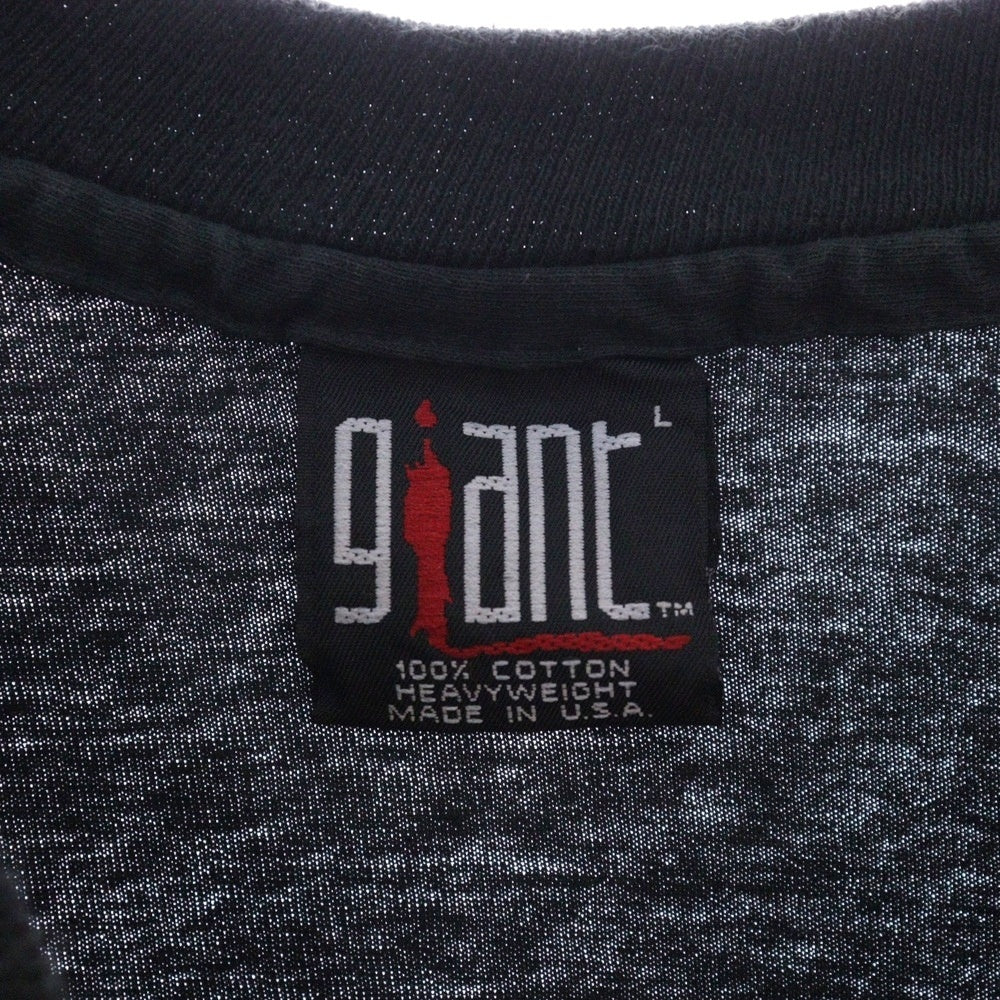 giant L
TM
100% COTTON
HEAVYWEIGHT
MADE IN U.S.A.